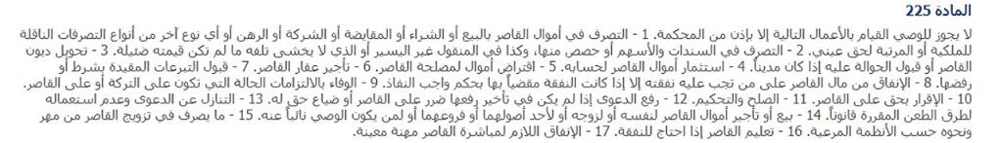 المادة 225
لا يجوز للوصي القيام بالأعمال التالية إلا بإذن من المحكمة. 1 - التصرف في أموال القاصر بالبيع أو الشراء أو المقايضة أو الشركة أو الرهن أو أي نوع آخر من أنواع التصرفات الناقلة
للملكية أو المرتبة لحق عيني. 2 - التصرف في السندات والأسهم أو حصص منها، وكذا في المنقول غير اليسير أو الذي لا يخشى تلفه ما لم تكن قيمته ضئيلة. 3 - تحويل ديون
القاصر أو قبول الحوالة عليه إذا كان مديناً. 4 - استثمار أموال القاصر لحسابه. 5 - اقتراض أموال لمصلحة القاصر. 6 - تأجير عقار القاصر. 7 - قبول التبرعات المقيدة بشرط أو
رفضها. 8 - الإنفاق من مال القاصر على من تجب عليه نفقته إلا إذا كانت النفقة مقضياً بها بحكم واجب النفاذ. 9 - الوفاء بالالتزامات الحالة التي تكون على التركة أو على القاصر.
10 - الإقرار بحق على القاصر. 11 - الصلح والتحكيم. 12 - رفع الدعوى إذا لم يكن في تأخير رفعها ضرر على القاصر أو ضياع حق له. 13 - التنازل عن الدعوى وعدم استعماله
لطرق الطعن المقررة قانوناً. 14 - بيع أو تأجير أموال القاصر لنفسه أو لزوجه أو لأحد أصولهما أو فروعهما أو لمن يكون الوصي نائباً عنه. 15 - ما يصرف في تزويج القاصر من مهر
ونحوه حسب الأنظمة المرعية. 16 - تعليم القاصر إذا احتاج للنفقة. 17 - الإنفاق اللازم لمباشرة القاصر مهنة معينة.